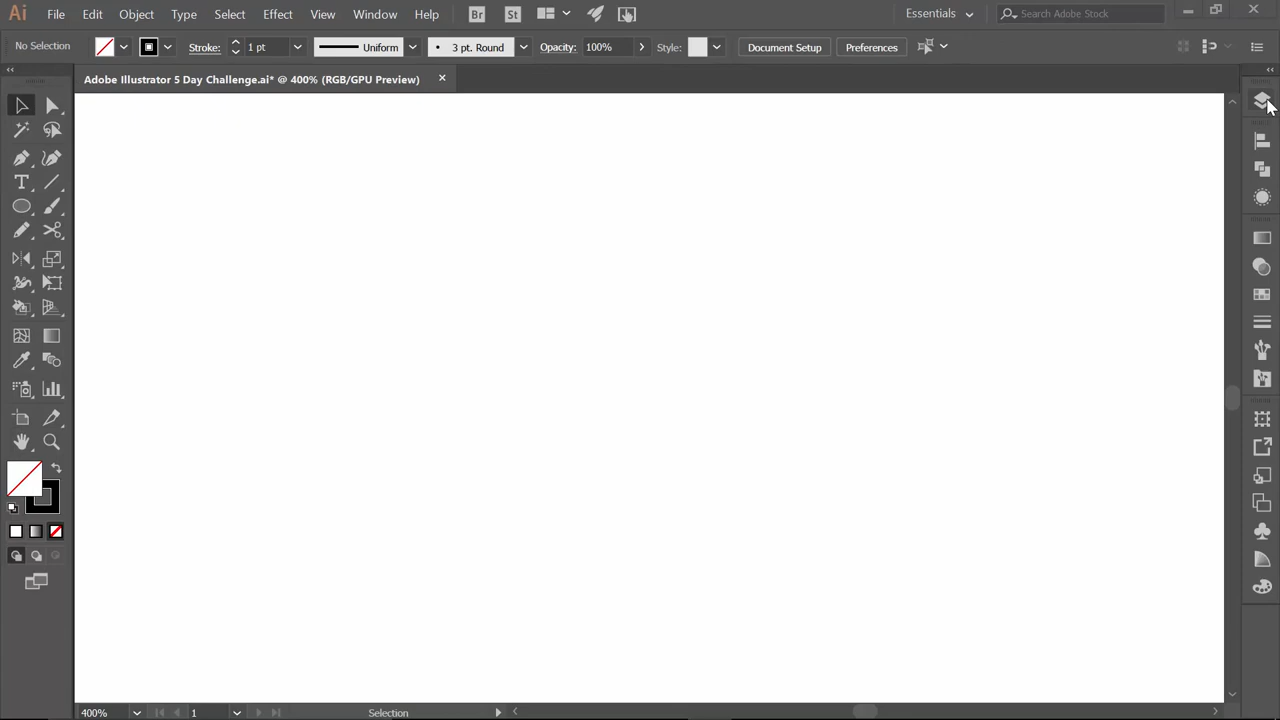 Ai File Edit Object Type Select Effect View Window Help Br St Essentials Search Adobe Stock
No Selection Stroke: 1 pt Uniform 3 pt. Round Opacity: 100% Style: Document Setup Preferences
Adobe Illustrator 5 Day Challenge.ai* @ 400% (RGB/GPU Preview)
T
400% 1 Selection